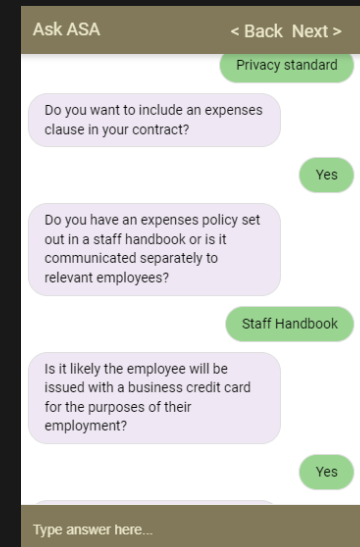 Ask ASA
< Back Next >
Privacy standard
Do you want to include an expenses
clause in your contract?
Yes
Do you have an expenses policy set
out in a staff handbook or is it
communicated separately to
relevant employees?
Staff Handbook
Is it likely the employee will be
issued with a business credit card
for the purposes of their
employment?
Yes
Type answer here...